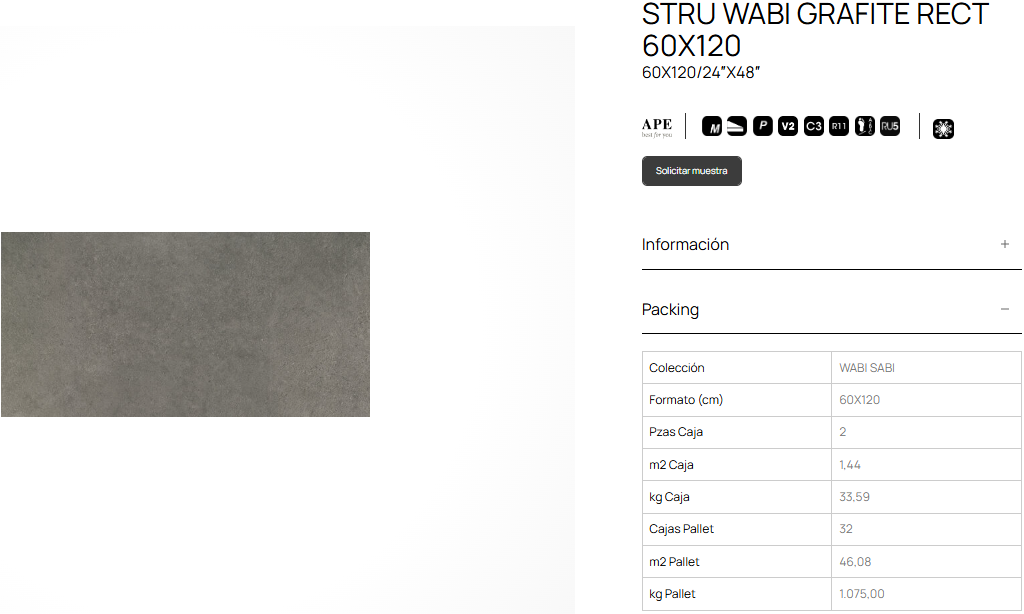 STRU WABI GRAFITE RECT
60X120
60X120/24″X48″
APE
best for you
M P V2 C3 R11 RU5
Solicitar muestra
Información +
Packing −
Colección WABI SABI
Formato (cm) 60X120
Pzas Caja 2
m2 Caja 1,44
kg Caja 33,59
Cajas Pallet 32
m2 Pallet 46,08
kg Pallet 1.075,00